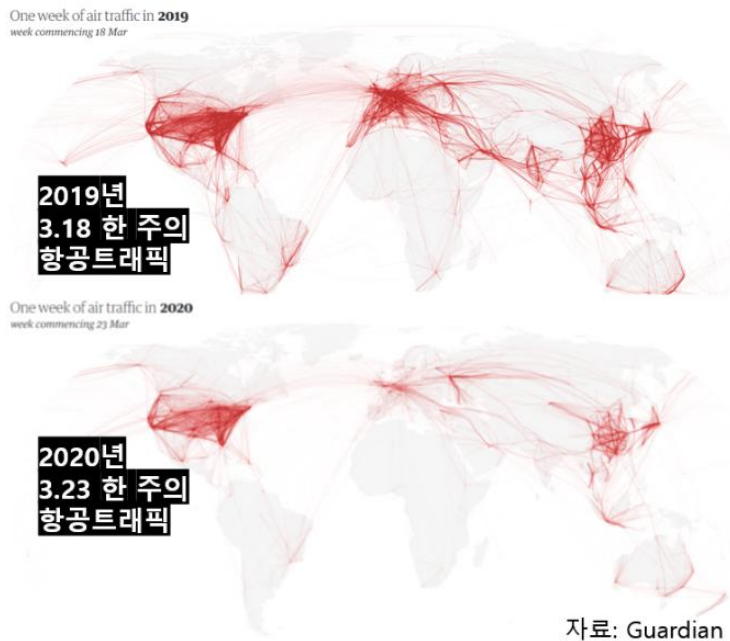 One week of air traffic in 2019
week commencing 18 Mar
2019년
3.18 한 주의
항공트래픽
One week of air traffic in 2020
week commencing 23 Mar
2020년
3.23 한 주의
항공트래픽
자료: Guardian